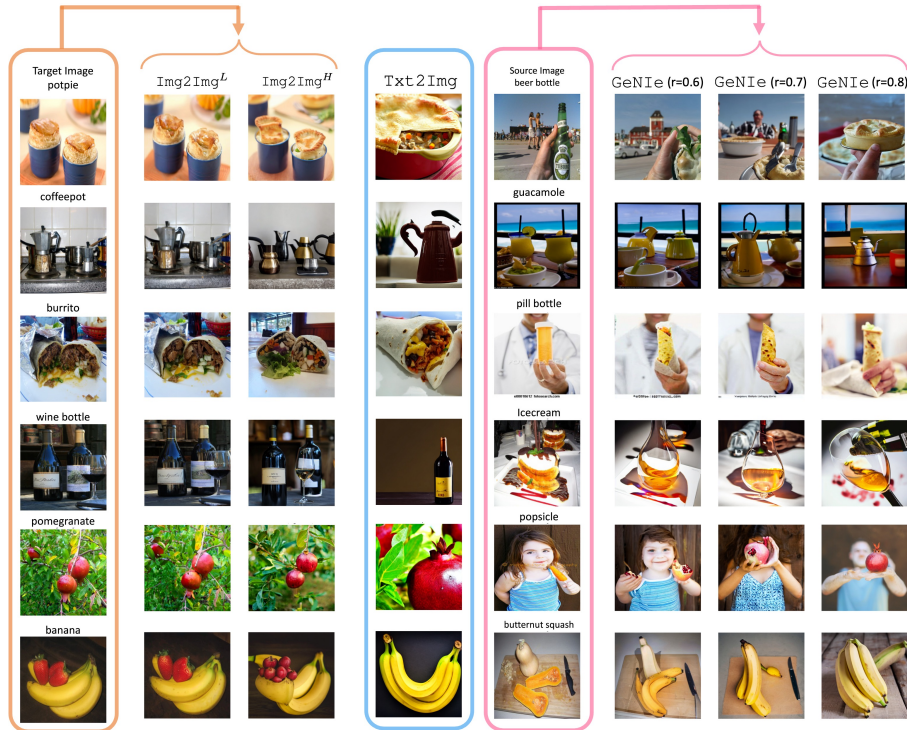 Target Image
potpie
Img2Img^L
Img2Img^H
Txt2Img
Source Image
beer bottle
GeNIe (r=0.6)
GeNIe (r=0.7)
GeNIe (r=0.8)
coffeepot
guacamole
burrito
pill bottle
wine bottle
Icecream
pomegranate
popsicle
banana
butternut squash